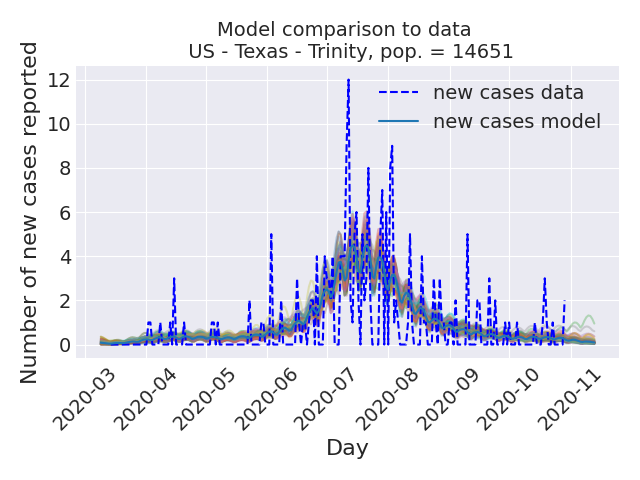 Model comparison to data
US - Texas - Trinity, pop. = 14651
new cases data
new cases model
Number of new cases reported
12
10
8
6
4
2
0
2020-03
2020-04
2020-05
2020-06
2020-07
2020-08
2020-09
2020-10
2020-11
Day